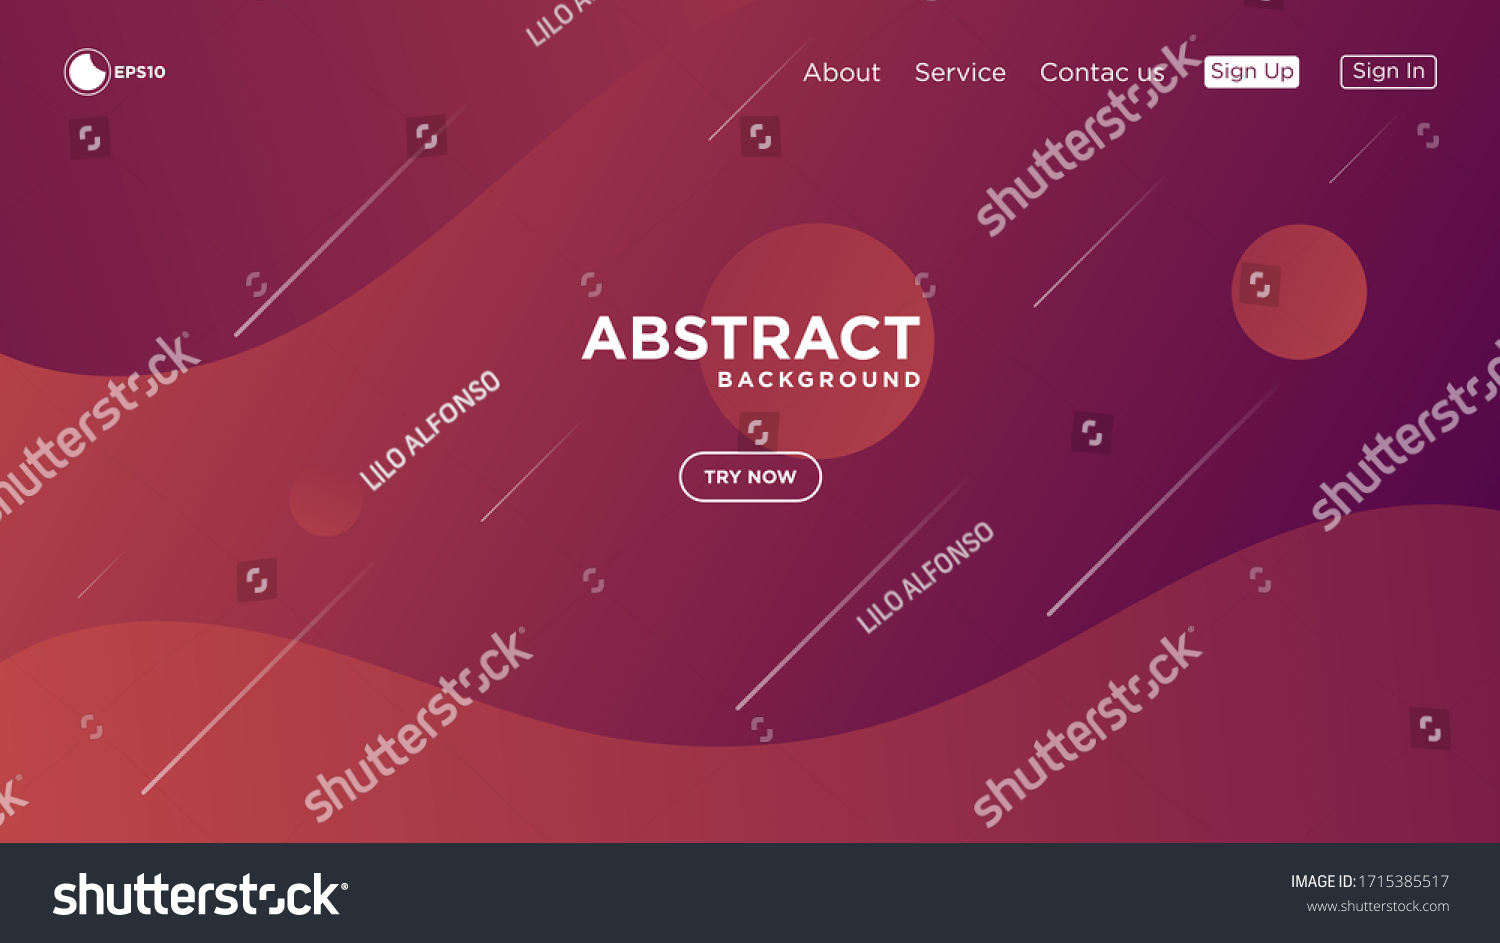 LILO A
EPS10
About
Service
Contac us
Sign Up
Sign In
shutterstock
ABSTRACT
BACKGROUND
shutterstock
LILO ALFONSO
shutterstock
TRY NOW
LILO ALFONSO
shutterstock
shutterstock
k
shutterstock
IMAGE ID: 1715385517
www.shutterstock.com